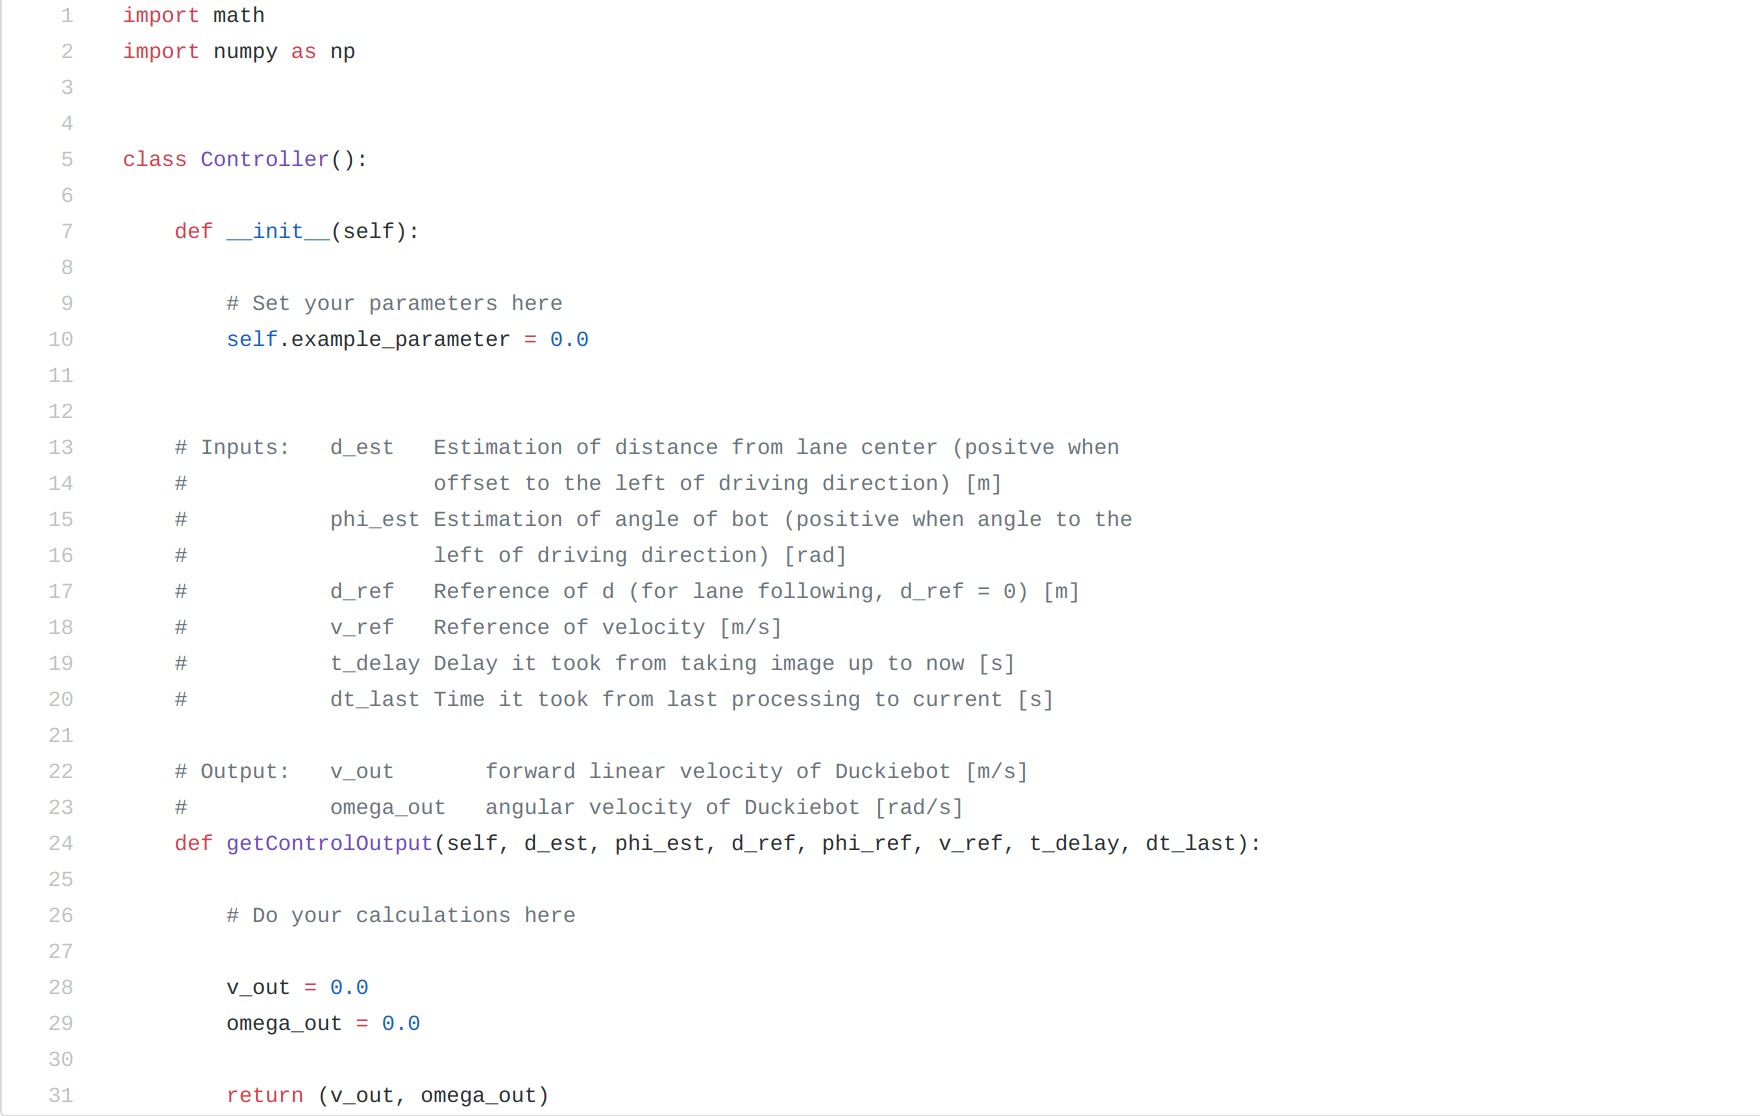 1 import math
2 import numpy as np
3
4
5 class Controller():
6
7     def __init__(self):
8
9         # Set your parameters here
10         self.example_parameter = 0.0
11
12
13     # Inputs:   d_est   Estimation of distance from lane center (positve when
14     #                   offset to the left of driving direction) [m]
15     #           phi_est Estimation of angle of bot (positive when angle to the
16     #                   left of driving direction) [rad]
17     #           d_ref   Reference of d (for lane following, d_ref = 0) [m]
18     #           v_ref   Reference of velocity [m/s]
19     #           t_delay Delay it took from taking image up to now [s]
20     #           dt_last Time it took from last processing to current [s]
21
22     # Output:   v_out       forward linear velocity of Duckiebot [m/s]
23     #           omega_out   angular velocity of Duckiebot [rad/s]
24     def getControlOutput(self, d_est, phi_est, d_ref, phi_ref, v_ref, t_delay, dt_last):
25
26         # Do your calculations here
27
28         v_out = 0.0
29         omega_out = 0.0
30
31         return (v_out, omega_out)